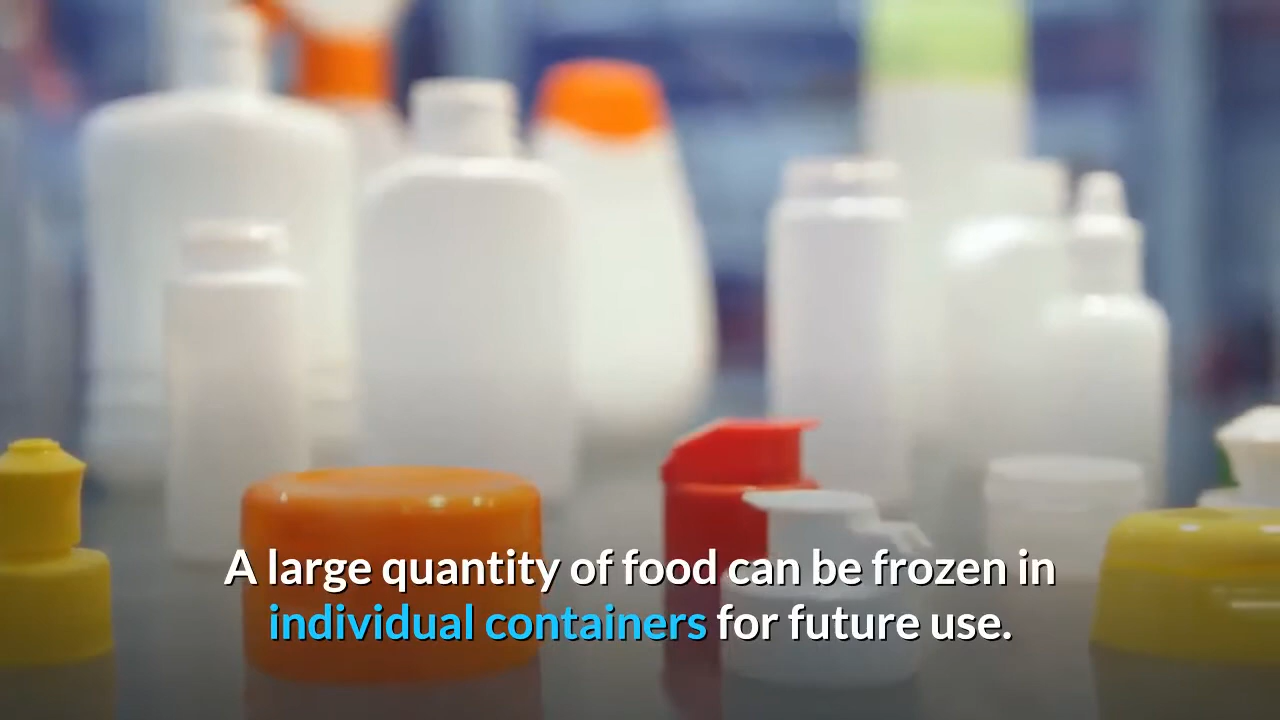 A large quantity of food can be frozen in
individual containers for future use.